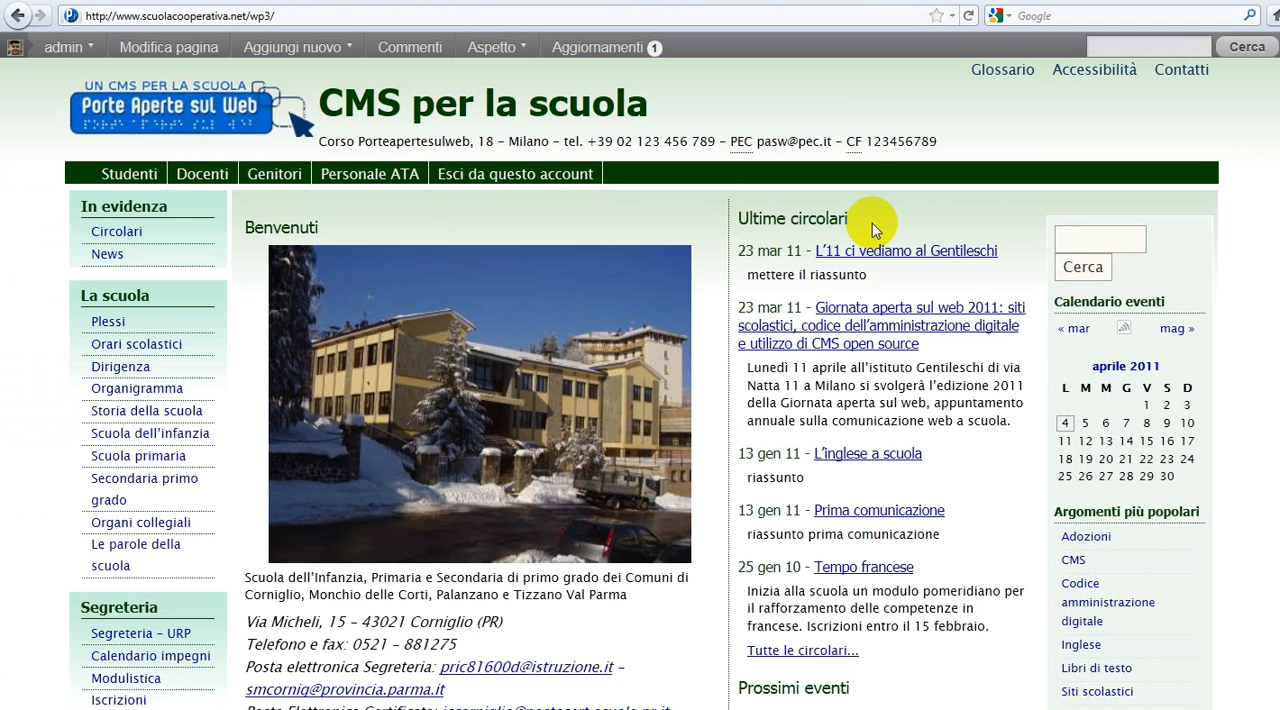 http://www.scuolacooperativa.net/wp3/
Google
admin
Modifica pagina
Aggiungi nuovo
Commenti
Aspetto
Aggiornamenti 1
Cerca
Glossario
Accessibilità
Contatti
UN CMS PER LA SCUOLA
Porte Aperte sul Web
CMS per la scuola
Corso Porteapertesulweb, 18 – Milano – tel. +39 02 123 456 789 – PEC pasw@pec.it – CF 123456789
Studenti
Docenti
Genitori
Personale ATA
Esci da questo account
In evidenza
Circolari
News
La scuola
Plessi
Orari scolastici
Dirigenza
Organigramma
Storia della scuola
Scuola dell'infanzia
Scuola primaria
Secondaria primo
grado
Organi collegiali
Le parole della
scuola
Segreteria
Segreteria – URP
Calendario impegni
Modulistica
Iscrizioni
Benvenuti
Scuola dell'Infanzia, Primaria e Secondaria di primo grado dei Comuni di
Corniglio, Monchio delle Corti, Palanzano e Tizzano Val Parma
Via Micheli, 15 – 43021 Corniglio (PR)
Telefono e fax: 0521 – 881275
Posta elettronica Segreteria: pric81600d@istruzione.it –
smcornig@provincia.parma.it
Ultime circolari
23 mar 11 - L'11 ci vediamo al Gentileschi
mettere il riassunto
23 mar 11 - Giornata aperta sul web 2011: siti
scolastici, codice dell'amministrazione digitale
e utilizzo di CMS open source
Lunedì 11 aprile all'istituto Gentileschi di via
Natta 11 a Milano si svolgerà l'edizione 2011
della Giornata aperta sul web, appuntamento
annuale sulla comunicazione web a scuola.
13 gen 11 - L'inglese a scuola
riassunto
13 gen 11 - Prima comunicazione
riassunto prima comunicazione
25 gen 10 - Tempo francese
Inizia alla scuola un modulo pomeridiano per
il rafforzamento delle competenze in
francese. Iscrizioni entro il 15 febbraio.
Tutte le circolari...
Prossimi eventi
Cerca
Calendario eventi
« mar
mag »
aprile 2011
L M M G V S D
1 2 3
4 5 6 7 8 9 10
11 12 13 14 15 16 17
18 19 20 21 22 23 24
25 26 27 28 29 30
Argomenti più popolari
Adozioni
CMS
Codice
amministrazione
digitale
Inglese
Libri di testo
Siti scolastici